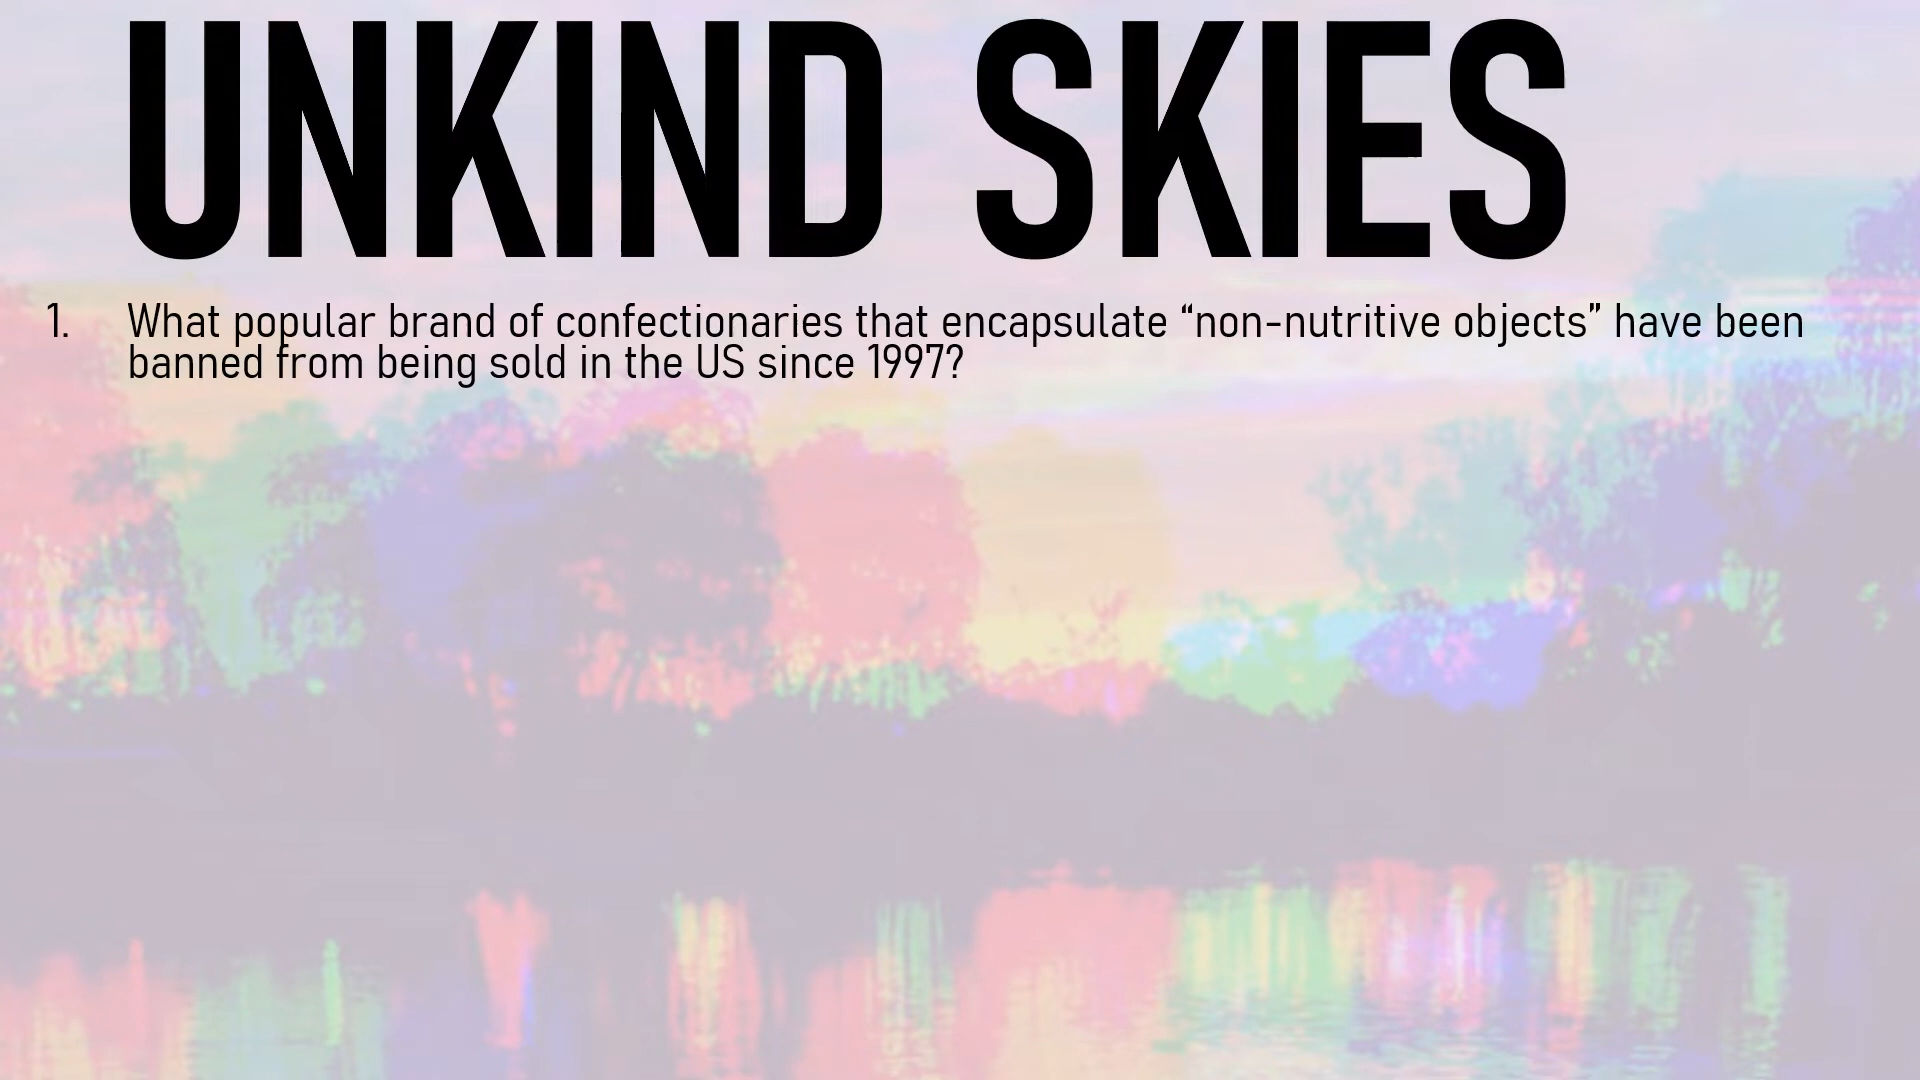 UNKIND SKIES
1. What popular brand of confectionaries that encapsulate “non-nutritive objects” have been
banned from being sold in the US since 1997?